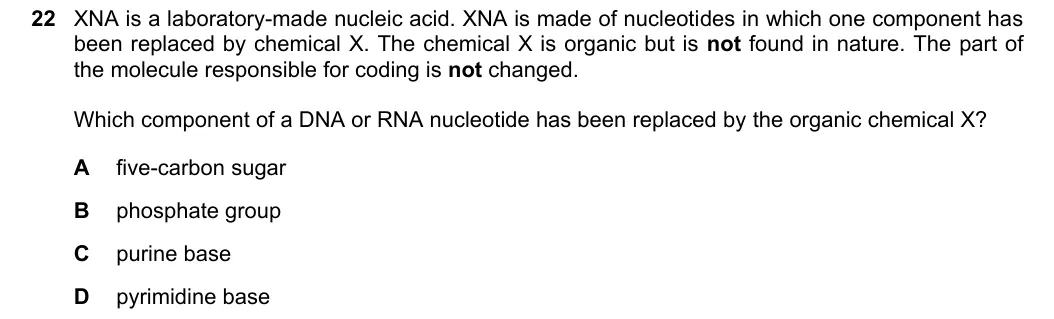 22 XNA is a laboratory-made nucleic acid. XNA is made of nucleotides in which one component has
been replaced by chemical X. The chemical X is organic but is not found in nature. The part of
the molecule responsible for coding is not changed.
Which component of a DNA or RNA nucleotide has been replaced by the organic chemical X?
A five-carbon sugar
B phosphate group
C purine base
D pyrimidine base